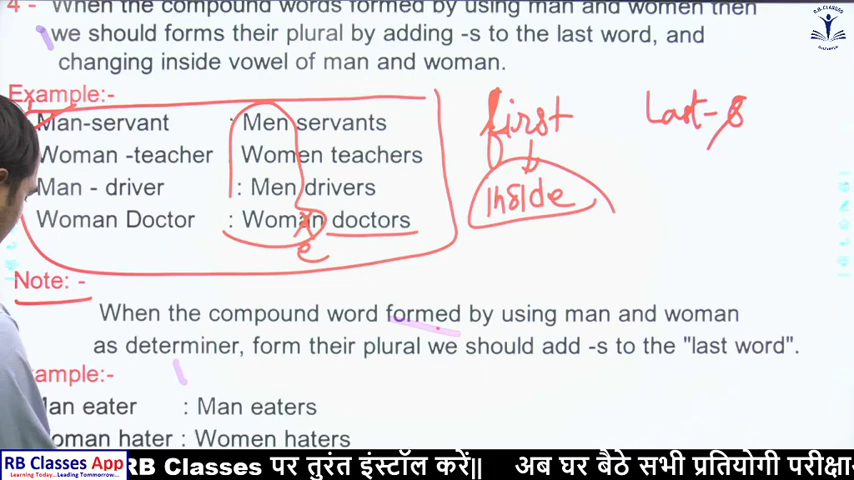 4 - When the compound words formed by using man and women then
we should forms their plural by adding -s to the last word, and
changing inside vowel of man and woman.
Example:-
Man-servant : Men servants
Woman -teacher Women teachers
Man - driver : Men drivers
Woman Doctor : Woman doctors
e
first
inside
Last-s
Note: -
When the compound word formed by using man and woman
as determiner, form their plural we should add -s to the "last word".
ample:-
an eater : Man eaters
oman hater : Women haters
RB Classes App
Learning Today...Leading Tommorrow...
RB Classes पर तुरंत इंस्टॉल करें|| अब घर बैठे सभी प्रतियोगी परीक्षा